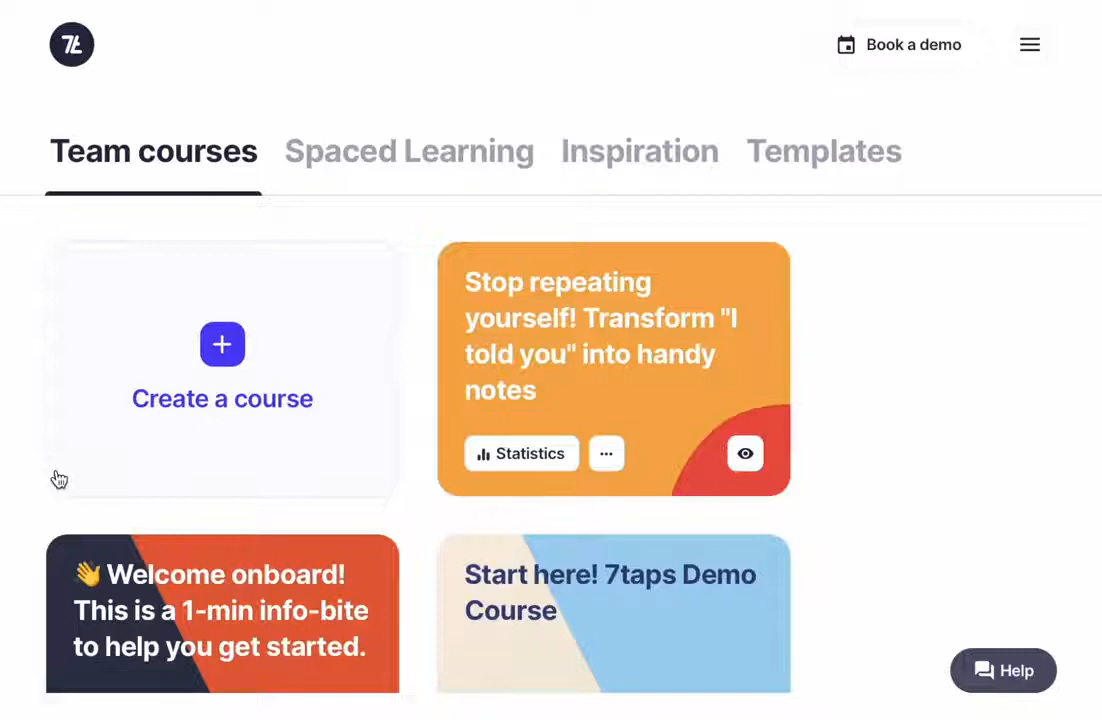 7t
Book a demo
Team courses
Spaced Learning
Inspiration
Templates
Create a course
Stop repeating
yourself! Transform "I
told you" into handy
notes
Statistics
👋 Welcome onboard!
This is a 1-min info-bite
to help you get started.
Start here! 7taps Demo
Course
Help